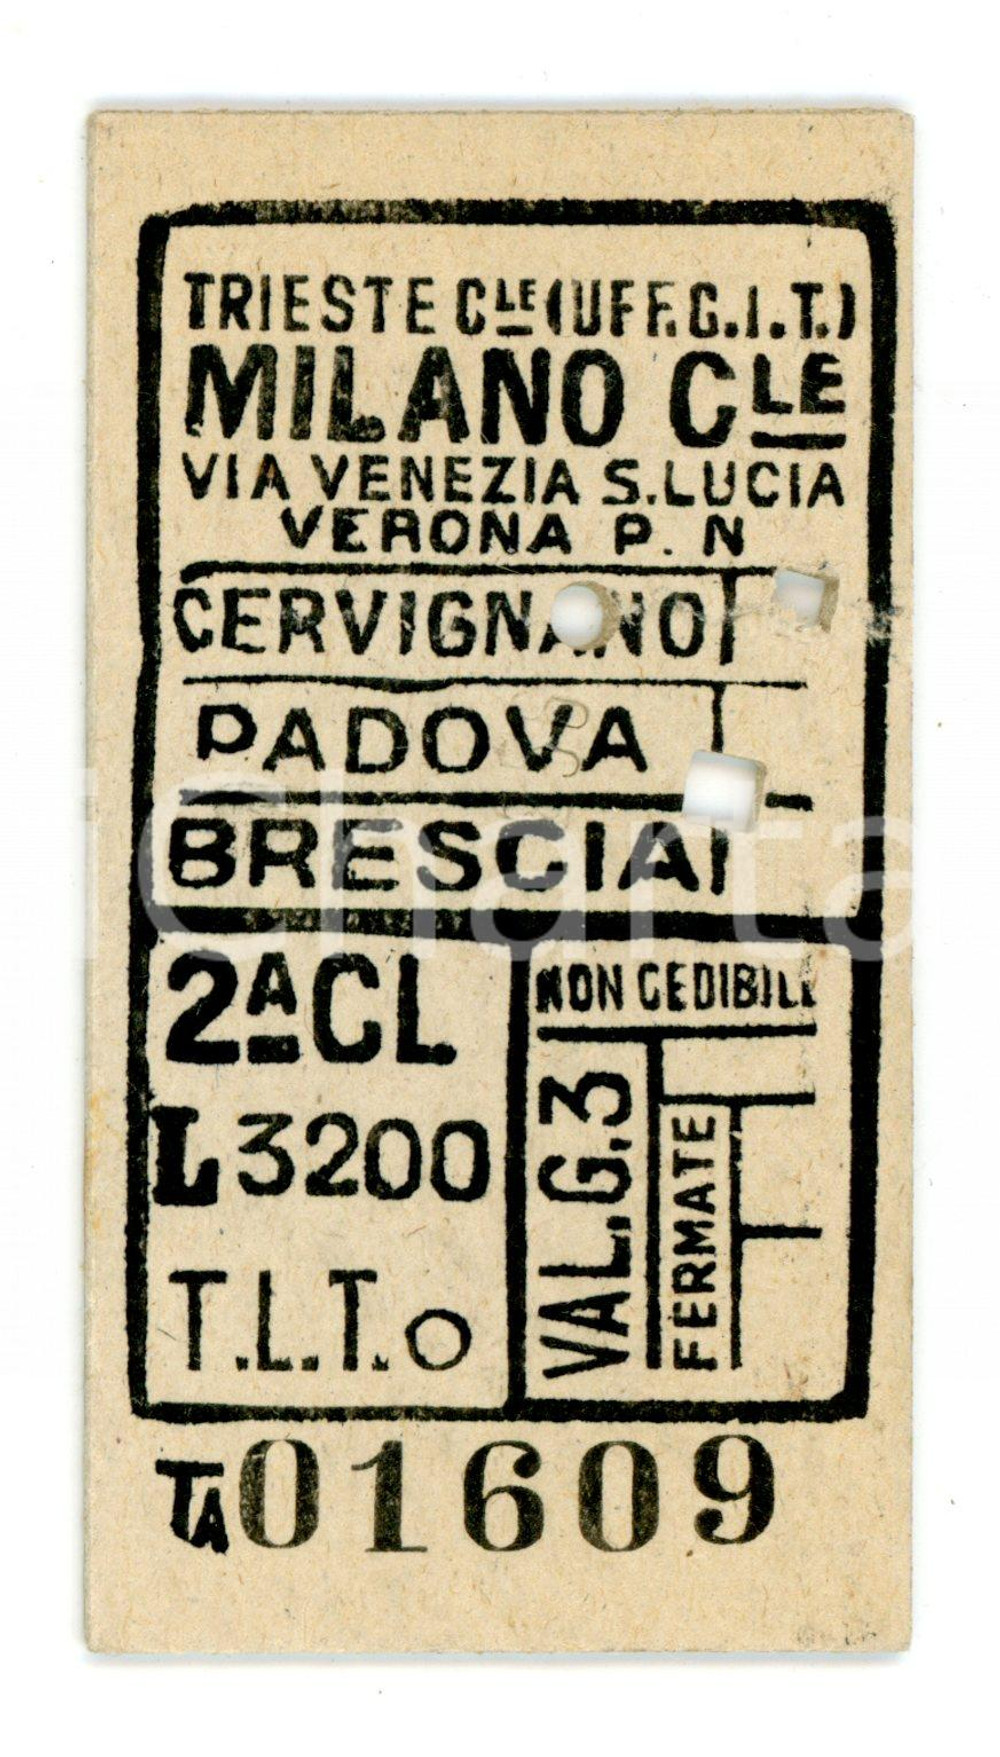 TRIESTE CLE (UFF.C.I.T.)
MILANO CLE
VIA VENEZIA S.LUCIA
VERONA P. N
CERVIGNANO
PADOVA
BRESCIA
2A CL
L 3200
T.L.T. O
NON CEDIBILE
VAL.G.3
FERMATE
TA 01609
iCharta